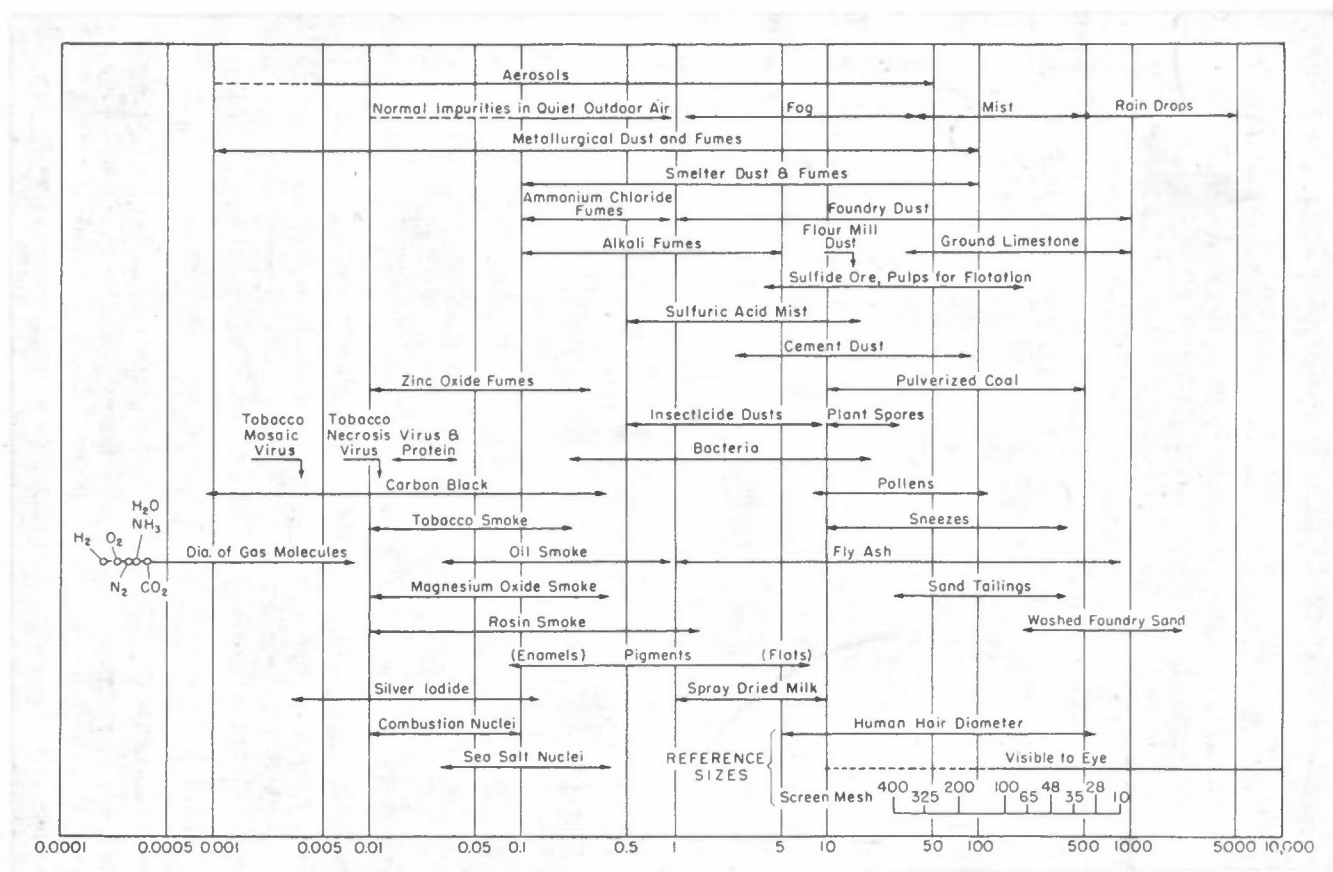 Aerosols
Normal Impurities in Quiet Outdoor Air Fog Mist Rain Drops
Metallurgical Dust and Fumes
Smelter Dust & Fumes
Ammonium Chloride
Fumes
Foundry Dust
Alkali Fumes
Flour Mill
Dust
Ground Limestone
Sulfide Ore, Pulps for Flotation
Sulfuric Acid Mist
Cement Dust
Zinc Oxide Fumes Pulverized Coal
Insecticide Dusts Plant Spores
Tobacco
Mosaic
Virus
Tobacco
Necrosis
Virus
Virus &
Protein
Bacteria
Carbon Black Pollens
Tobacco Smoke Sneezes
H₂ O₂ H₂O
NH₃
N₂ CO₂
Dia. of Gas Molecules Oil Smoke Fly Ash
Magnesium Oxide Smoke Sand Tailings
Rosin Smoke Washed Foundry Sand
(Enamels) Pigments (Flats)
Silver Iodide Spray Dried Milk
Combustion Nuclei Human Hair Diameter
Sea Salt Nuclei
REFERENCE
SIZES
Visible to Eye
Screen Mesh 400 325 200 100 65 48 35 28 10
0.0001 0.0005 0.001 0.005 0.01 0.05 0.1 0.5 1 5 10 50 100 500 1000 5000 10,000